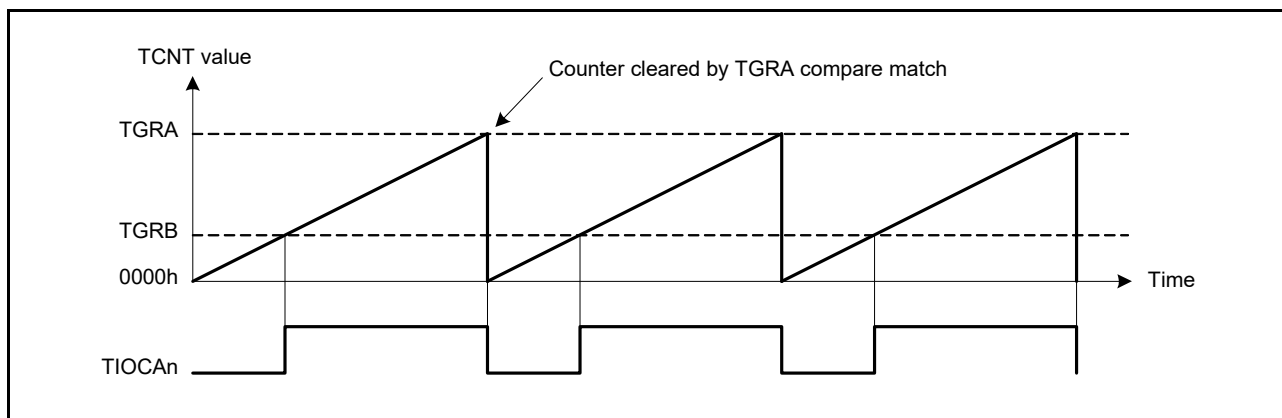 TCNT value
Counter cleared by TGRA compare match
TGRA
TGRB
0000h
Time
TIOCAn